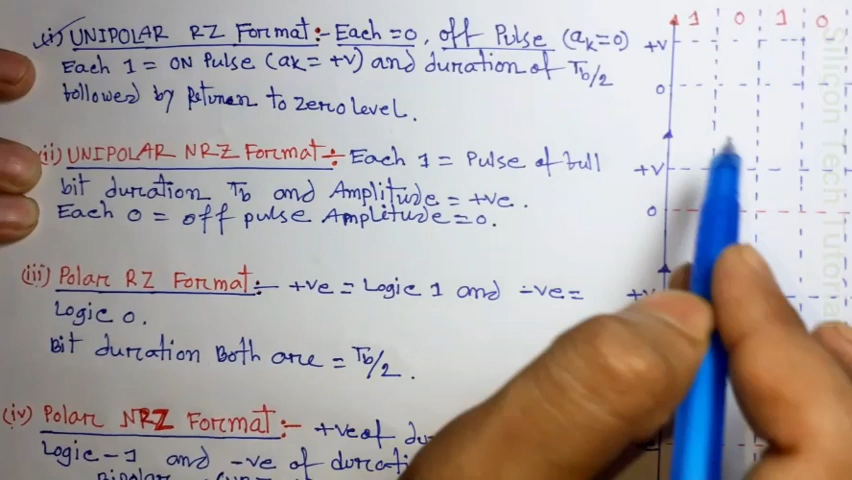 (i) UNIPOLAR RZ Format:- Each = 0, off Pulse (ak=0)
Each 1 = ON Pulse (ak = +V) and duration of Tb/2
followed by Return to zero level.
(ii) UNIPOLAR NRZ Format:- Each 1 = Pulse of full
bit duration Tb and Amplitude = +ve.
Each 0 = off pulse Amplitude = 0.
(iii) Polar RZ Format:- +ve = Logic 1 and -ve =
Logic 0.
Bit duration Both are = Tb/2.
(iv) Polar NRZ Format:- +ve of du
Logic-1 and -ve of durati
1 0 1 0
+V
0
+V
0
Silicon Tech Tutor